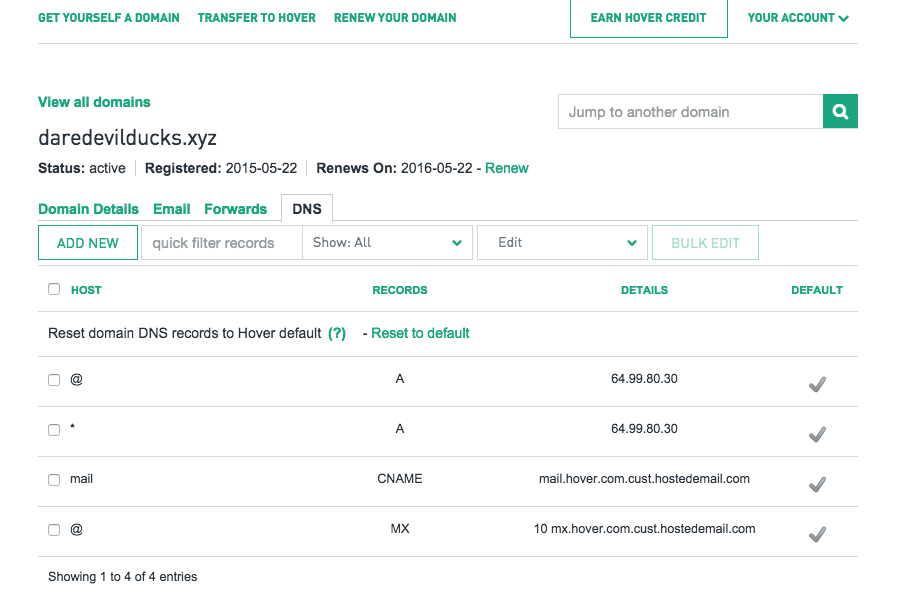 GET YOURSELF A DOMAIN TRANSFER TO HOVER RENEW YOUR DOMAIN EARN HOVER CREDIT YOUR ACCOUNT
View all domains
Jump to another domain
daredevilducks.xyz
Status: active Registered: 2015-05-22 Renews On: 2016-05-22 - Renew
Domain Details Email Forwards DNS
ADD NEW quick filter records Show: All Edit BULK EDIT
HOST RECORDS DETAILS DEFAULT
Reset domain DNS records to Hover default (?) - Reset to default
@ A 64.99.80.30
* A 64.99.80.30
mail CNAME mail.hover.com.cust.hostedemail.com
@ MX 10 mx.hover.com.cust.hostedemail.com
Showing 1 to 4 of 4 entries